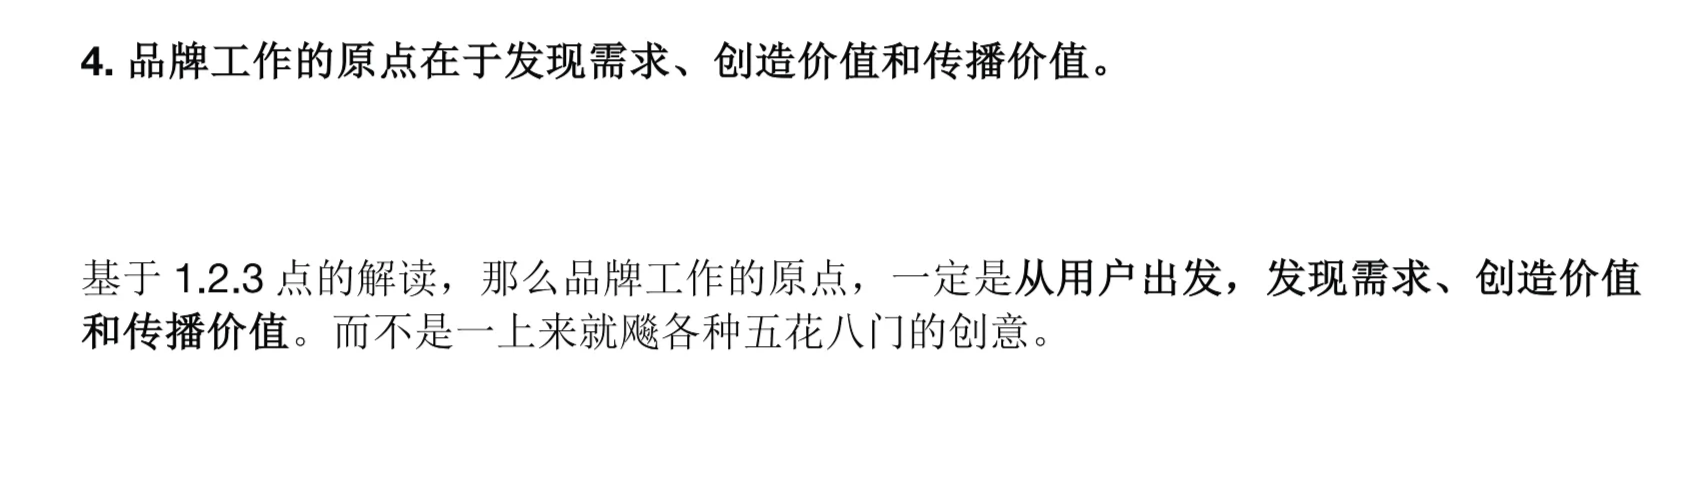 4. 品牌工作的原点在于发现需求、创造价值和传播价值。
基于 1.2.3 点的解读，那么品牌工作的原点，一定是从用户出发，发现需求、创造价值
和传播价值。而不是一上来就飚各种五花八门的创意。